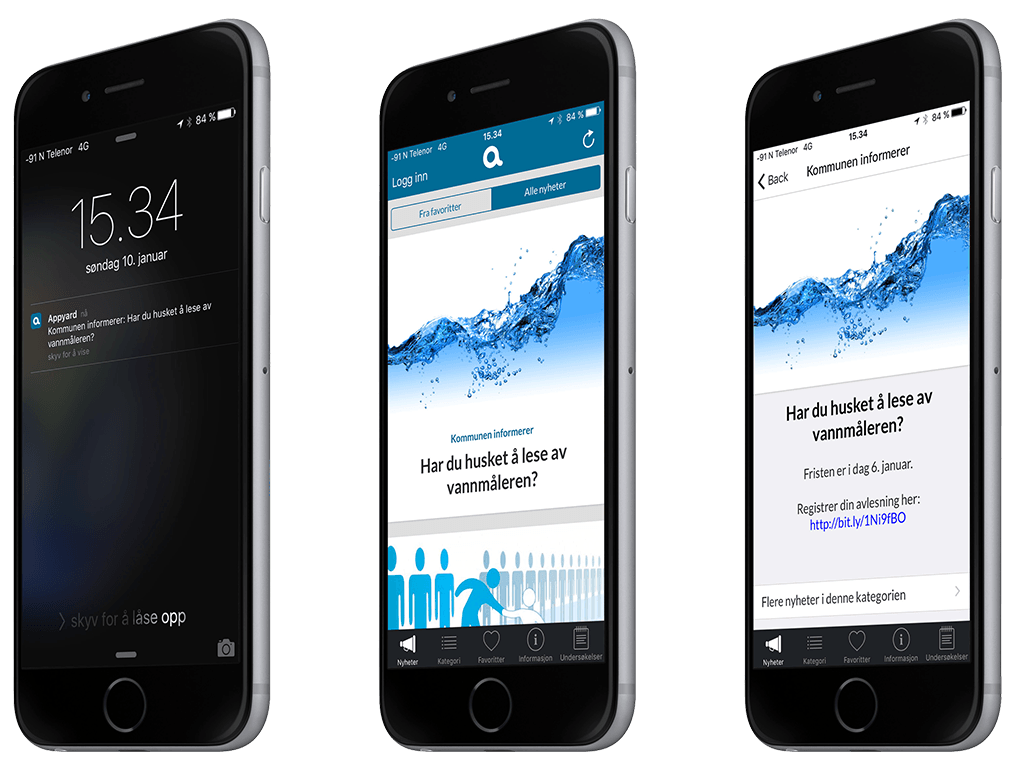 -91 N Telenor 4G 84 %
15.34
søndag 10. januar
Appyard nå
Kommunen informerer: Har du husket å lese av
vannmåleren?
skyv for å vise
skyv for å låse opp
-91 N Telenor 4G 15.34 84 %
Logg inn
Fra favoritter Alle nyheter
Kommunen informerer
Har du husket å lese av
vannmåleren?
Nyheter Kategori Favoritter Informasjon Undersøkelser
-91 N Telenor 4G 15.34 84 %
Back Kommunen informerer
Har du husket å lese av
vannmåleren?
Fristen er i dag 6. januar.
Registrer din avlesning her:
http://bit.ly/1Ni9fBO
Flere nyheter i denne kategorien
Nyheter Kategori Favoritter Informasjon Undersøkelser